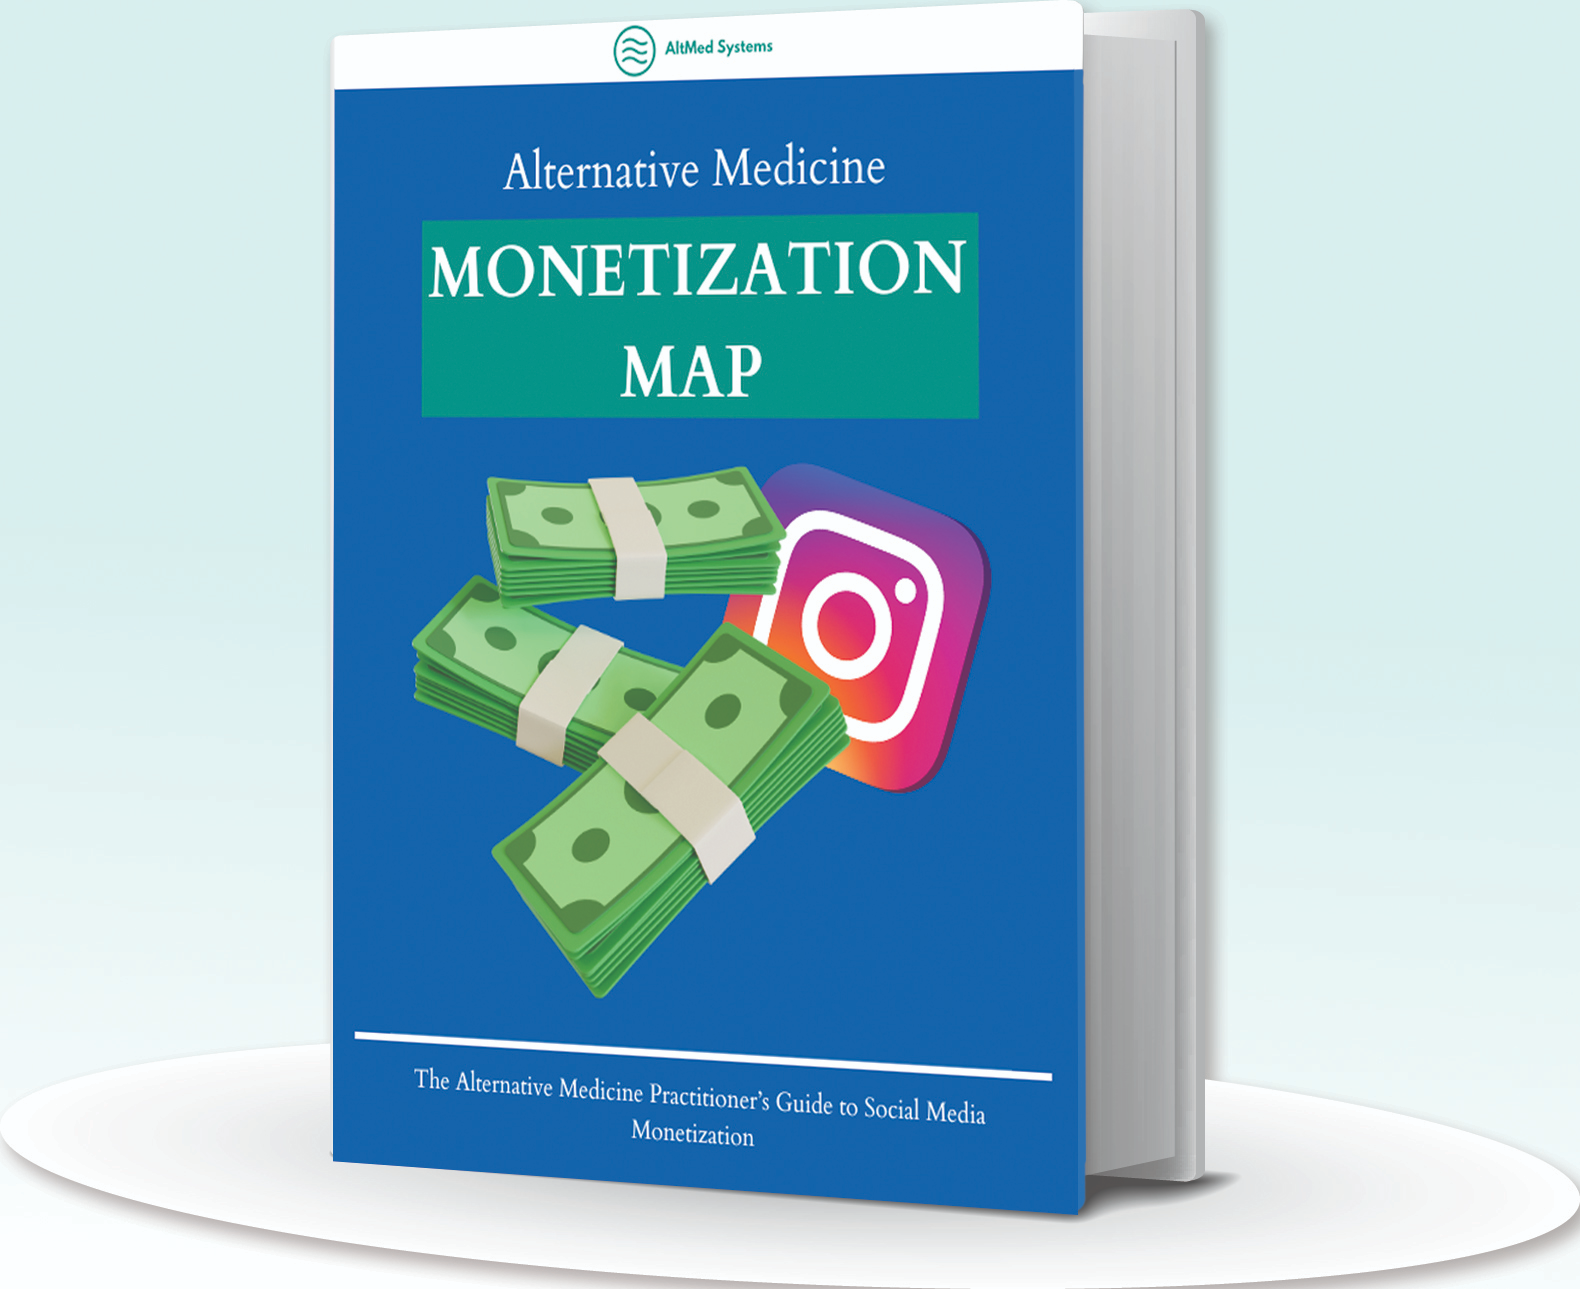 AltMed Systems
Alternative Medicine
MONETIZATION
MAP
The Alternative Medicine Practitioner's Guide to Social Media
Monetization